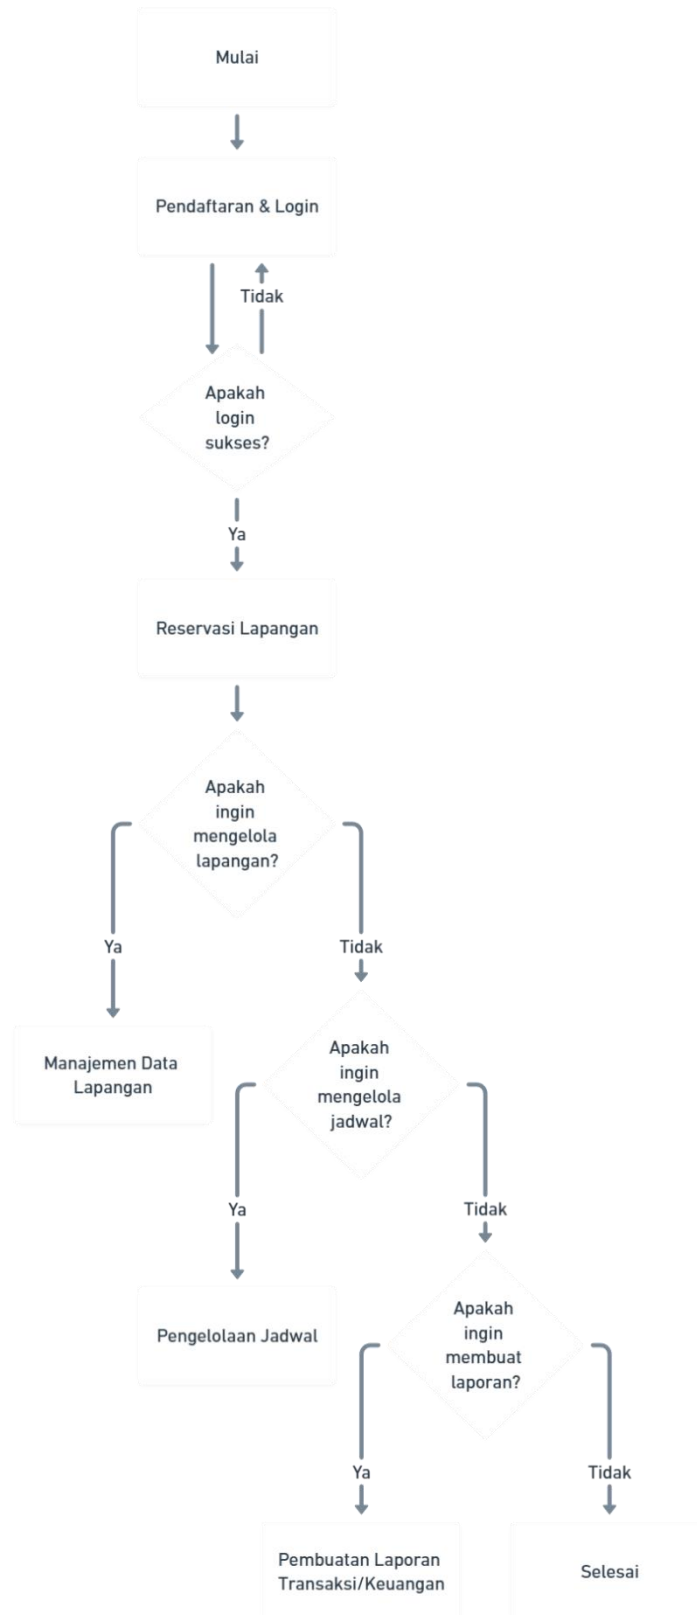 Mulai
Pendaftaran & Login
Tidak
Apakah
login
sukses?
Ya
Reservasi Lapangan
Apakah
ingin
mengelola
lapangan?
Ya
Tidak
Manajemen Data
Lapangan
Apakah
ingin
mengelola
jadwal?
Ya
Tidak
Pengelolaan Jadwal
Apakah
ingin
membuat
laporan?
Ya
Tidak
Pembuatan Laporan
Transaksi/Keuangan
Selesai